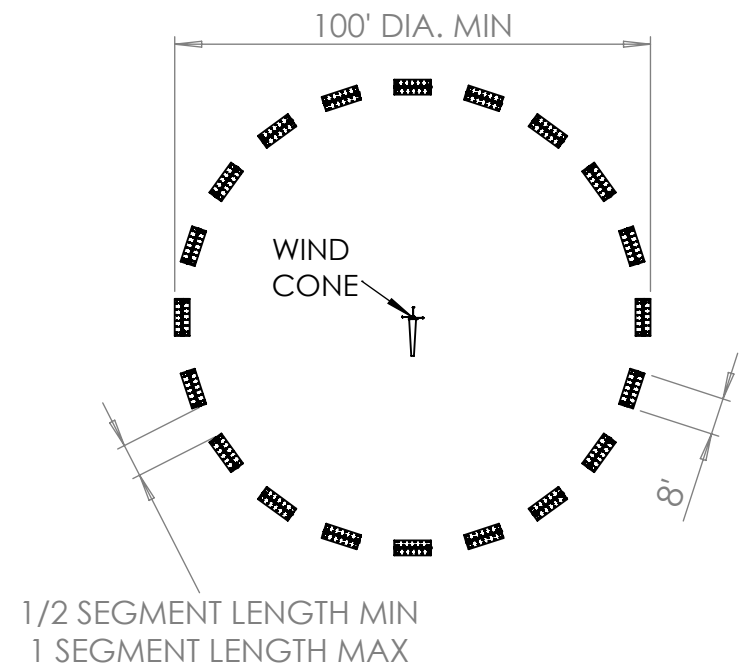 100' DIA. MIN
WIND
CONE
8'
1/2 SEGMENT LENGTH MIN
1 SEGMENT LENGTH MAX